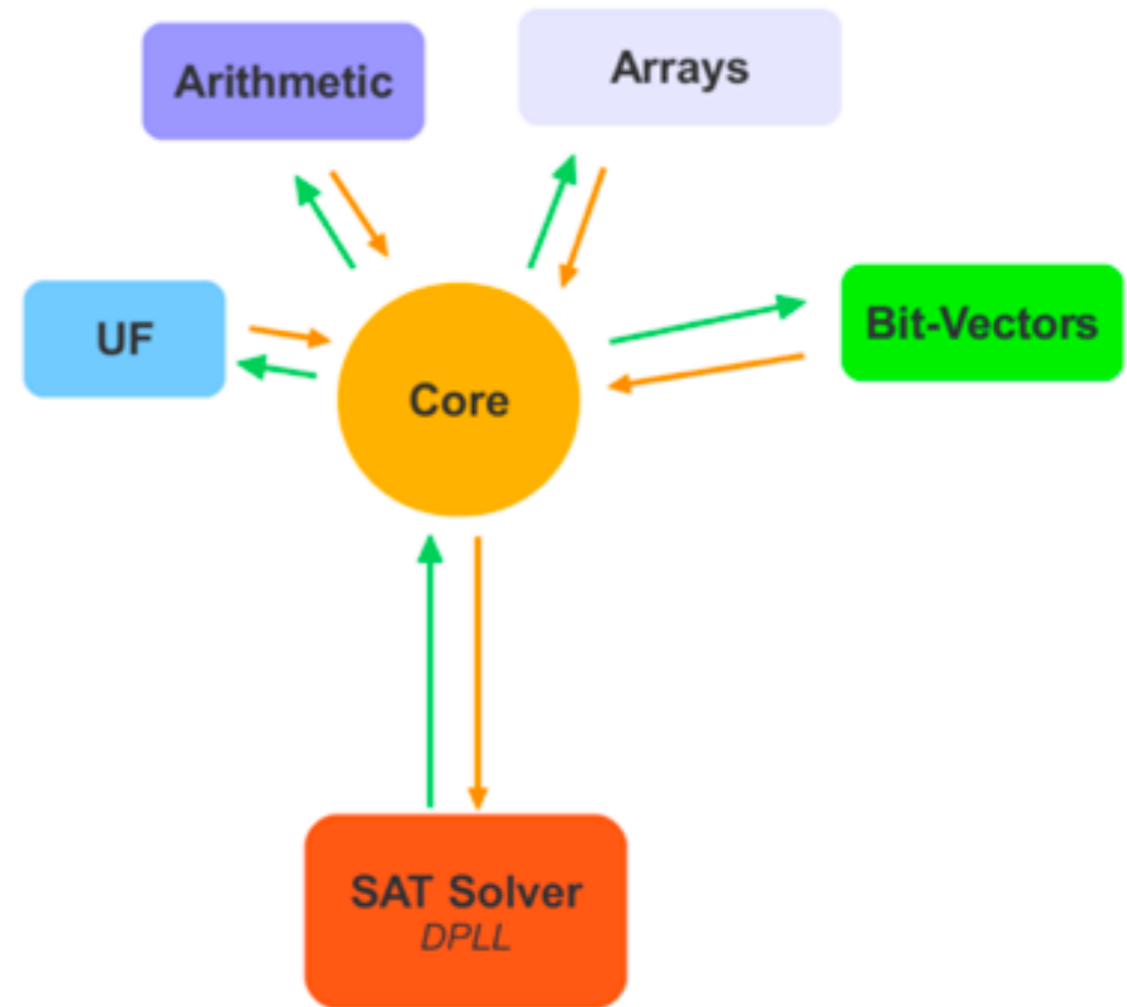 Arithmetic
Arrays
UF
Bit-Vectors
Core
SAT Solver
DPLL